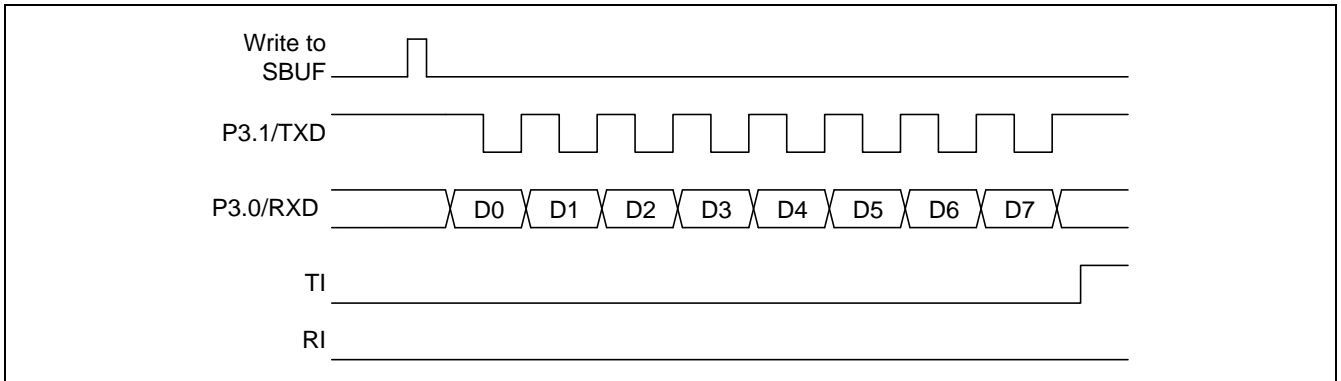 Write to
SBUF
P3.1/TXD
P3.0/RXD D0 D1 D2 D3 D4 D5 D6 D7
TI
RI